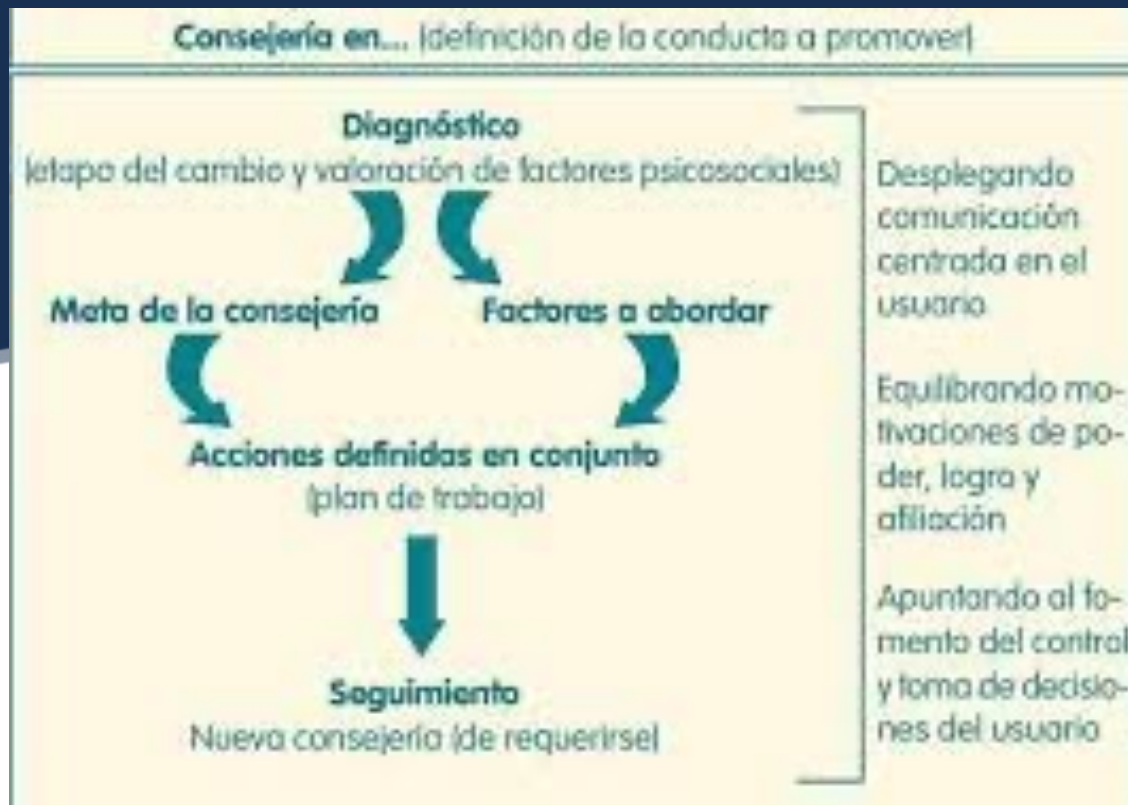 Consejería en... (definición de la conducta a promover)
Diagnóstico
(etapa del cambio y valoración de factores psicosociales)
Meta de la consejería
Factores a abordar
Acciones definidas en conjunto
(plan de trabajo)
Seguimiento
Nueva consejería (de requerirse)
Desplegando
comunicación
centrada en el
usuario
Equilibrando mo-
tivaciones de po-
der, logro y
afiliación
Apuntando al fo-
mento del control
y toma de decisio-
nes del usuario